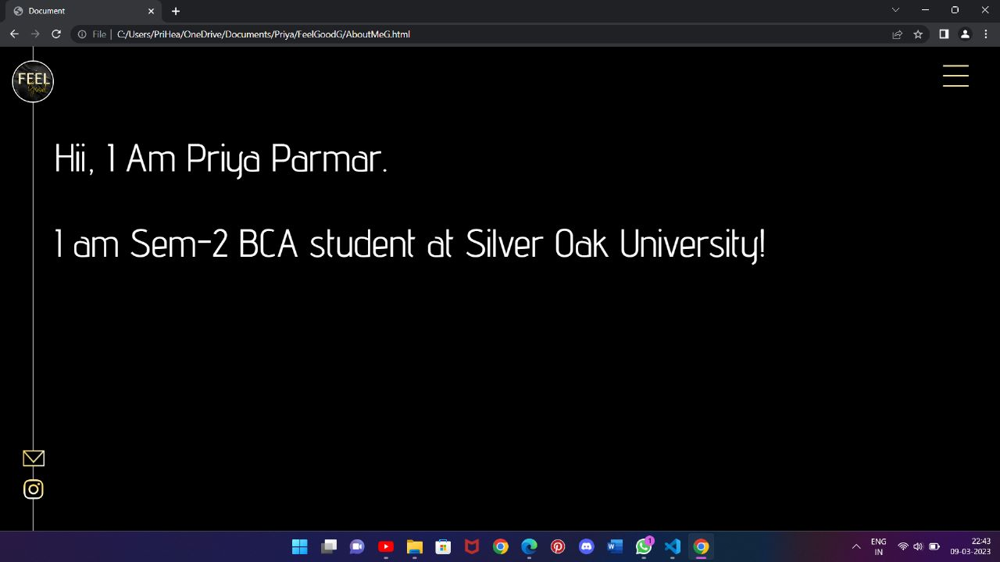 Document
File
C:/Users/PriHea/OneDrive/Documents/Priya/FeelGoodG/AboutMeG.html
FEEL
Good
Hii, I Am Priya Parmar.
I am Sem-2 BCA student at Silver Oak University!
1
ENG
IN
22:43
09-03-2023